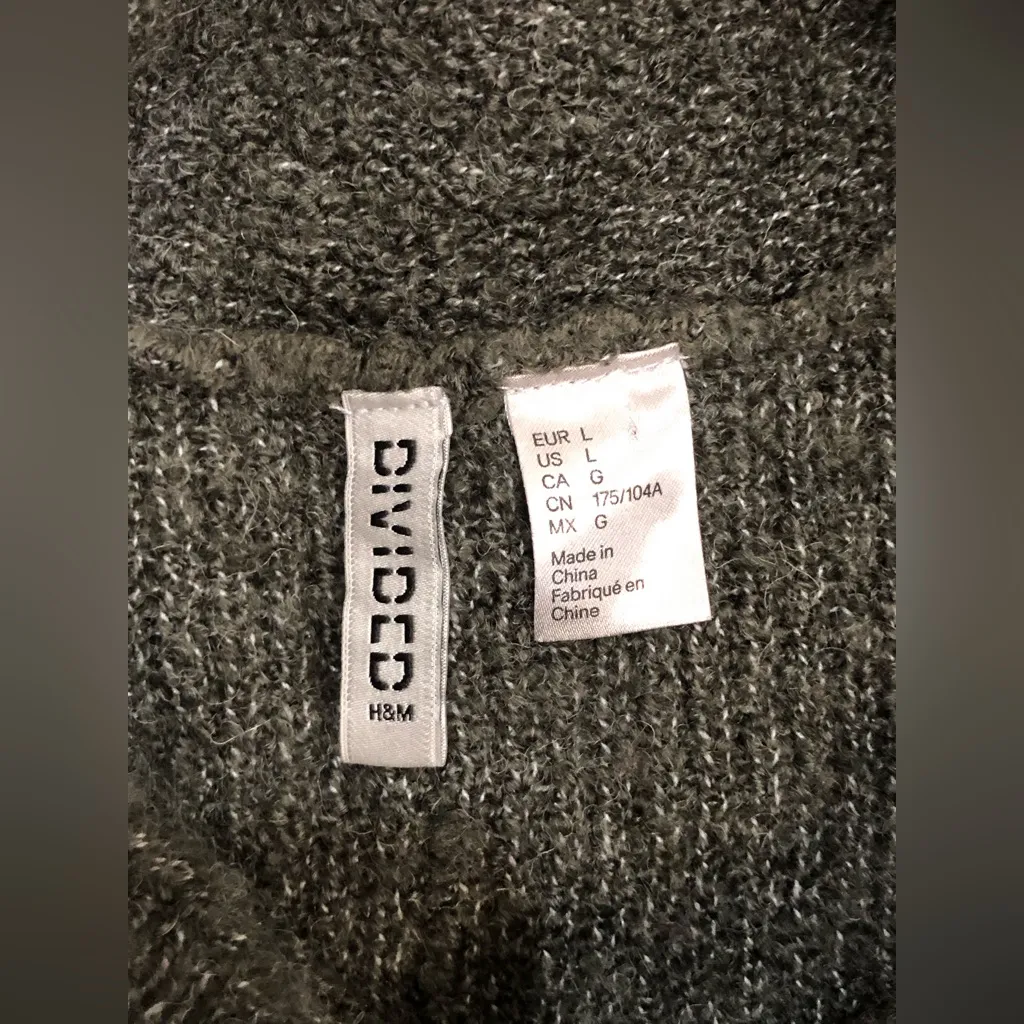 DIVIDED
H&M
EUR L
US L
CA G
CN 175/104A
MX G
Made in
China
Fabriqué en
Chine